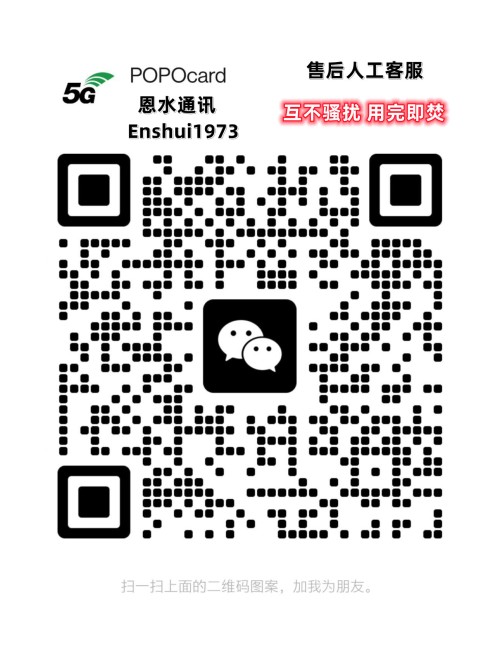 5G
POPOcard
恩水通讯
Enshui1973
售后人工客服
互不骚扰 用完即焚
扫一扫上面的二维码图案，加我为朋友。